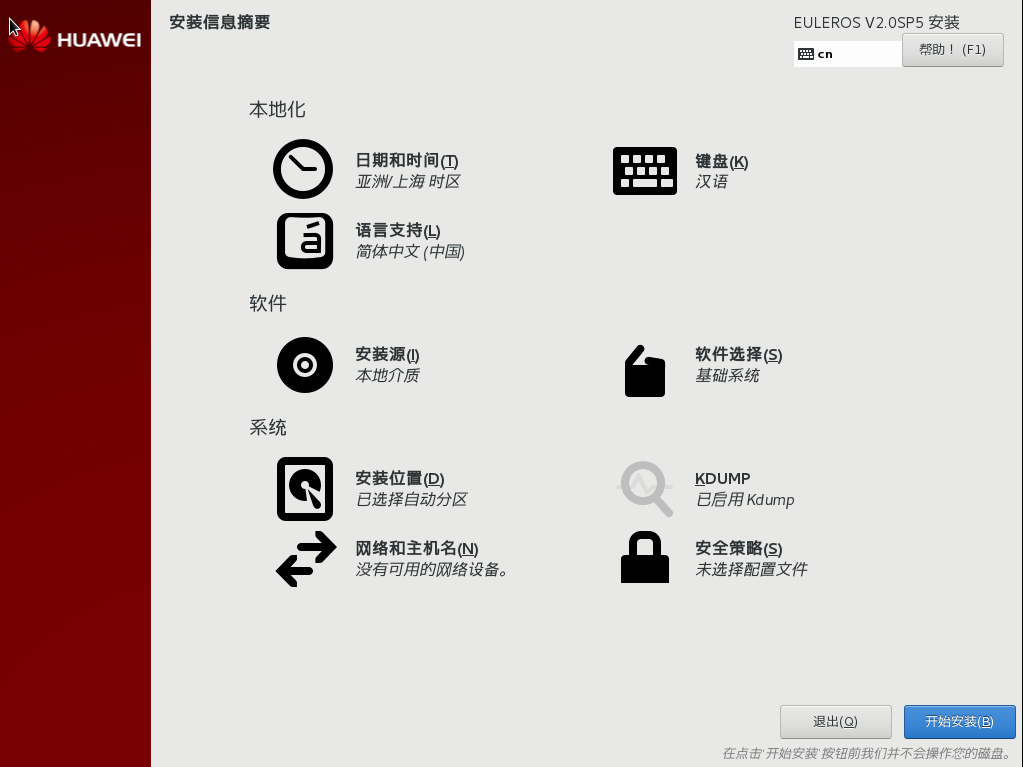 HUAWEI
安装信息摘要
EULEROS V2.0SP5 安装
cn
帮助！ (F1)
本地化
日期和时间(T)
亚洲/上海 时区
键盘(K)
汉语
语言支持(L)
简体中文 (中国)
软件
安装源(I)
本地介质
软件选择(S)
基础系统
系统
安装位置(D)
已选择自动分区
KDUMP
已启用 Kdump
网络和主机名(N)
没有可用的网络设备。
安全策略(S)
未选择配置文件
退出(Q)
开始安装(B)
在点击'开始安装'按钮前我们并不会操作您的磁盘。